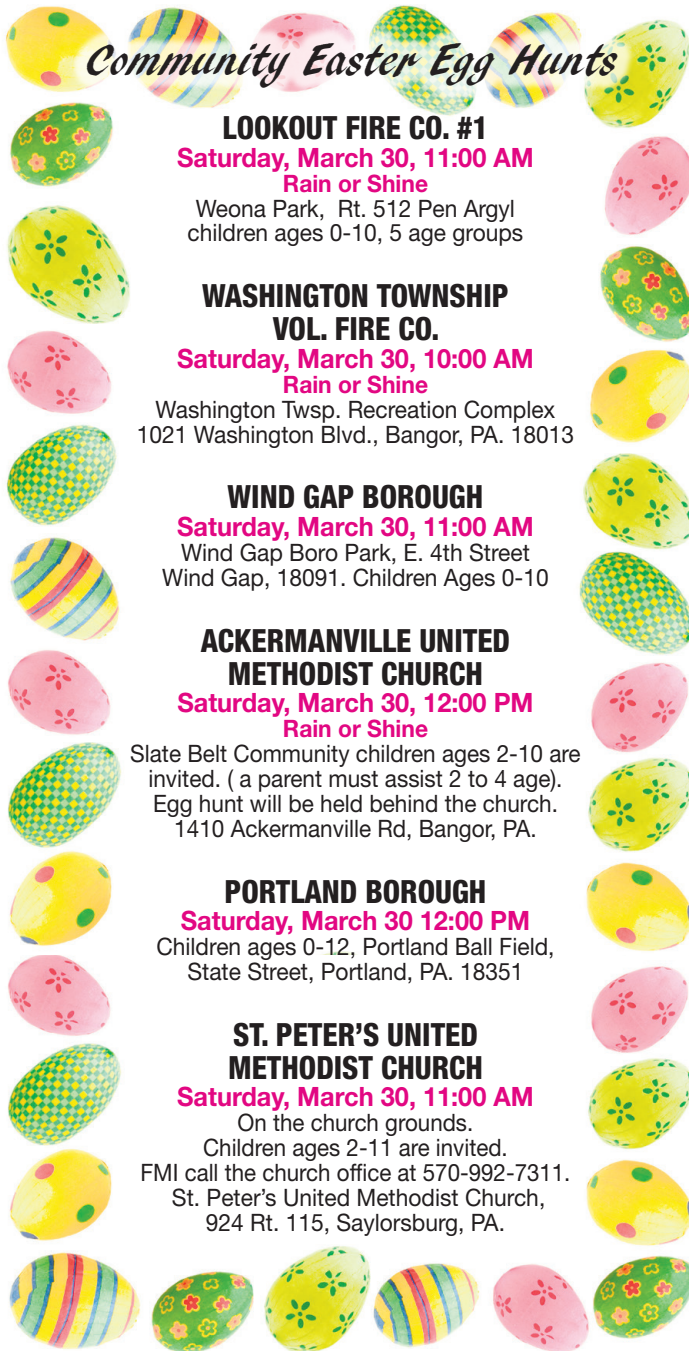 Community Easter Egg Hunts
LOOKOUT FIRE CO. #1
Saturday, March 30, 11:00 AM
Rain or Shine
Weona Park, Rt. 512 Pen Argyl
children ages 0-10, 5 age groups
WASHINGTON TOWNSHIP
VOL. FIRE CO.
Saturday, March 30, 10:00 AM
Rain or Shine
Washington Twsp. Recreation Complex
1021 Washington Blvd., Bangor, PA. 18013
WIND GAP BOROUGH
Saturday, March 30, 11:00 AM
Wind Gap Boro Park, E. 4th Street
Wind Gap, 18091. Children Ages 0-10
ACKERMANVILLE UNITED
METHODIST CHURCH
Saturday, March 30, 12:00 PM
Rain or Shine
Slate Belt Community children ages 2-10 are
invited. ( a parent must assist 2 to 4 age).
Egg hunt will be held behind the church.
1410 Ackermanville Rd, Bangor, PA.
PORTLAND BOROUGH
Saturday, March 30 12:00 PM
Children ages 0-12, Portland Ball Field,
State Street, Portland, PA. 18351
ST. PETER'S UNITED
METHODIST CHURCH
Saturday, March 30, 11:00 AM
On the church grounds.
Children ages 2-11 are invited.
FMI call the church office at 570-992-7311.
St. Peter's United Methodist Church,
924 Rt. 115, Saylorsburg, PA.